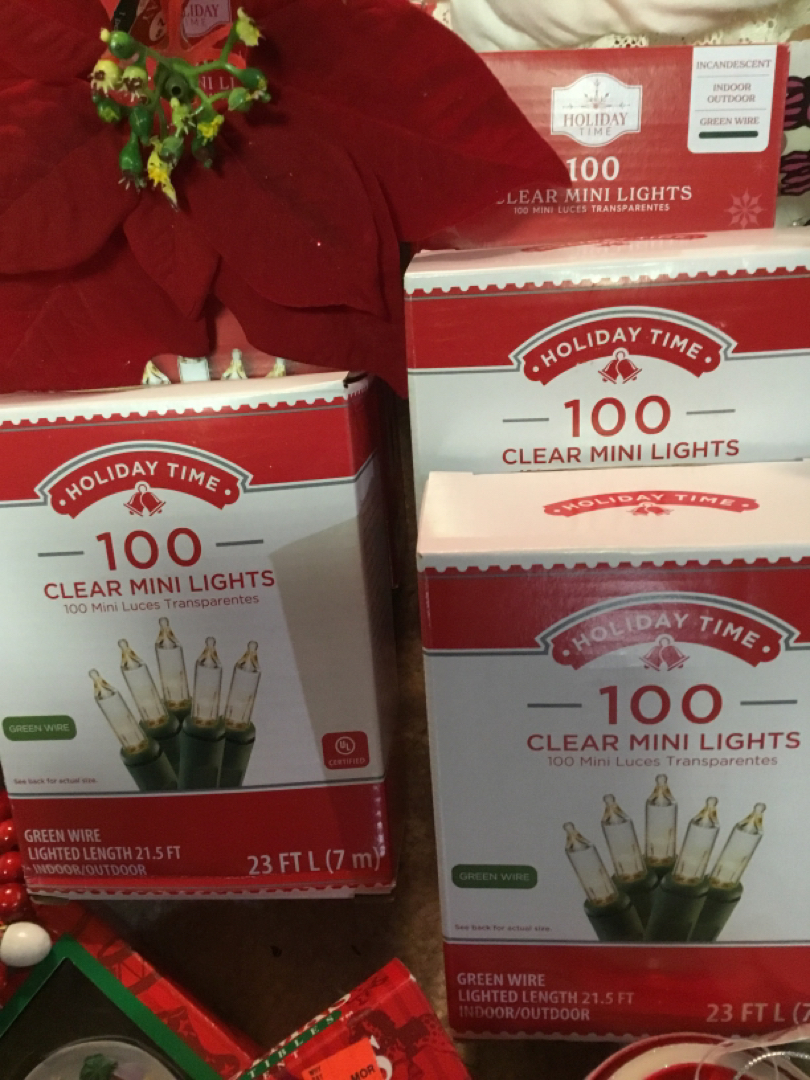 HOLIDAY
TIME
100
CLEAR MINI LIGHTS
100 MINI LUCES TRANSPARENTES
INCANDESCENT
INDOOR
OUTDOOR
GREEN WIRE
HOLIDAY TIME
100
CLEAR MINI LIGHTS
HOLIDAY TIME
100
CLEAR MINI LIGHTS
100 Mini Luces Transparentes
GREEN WIRE
UL
CERTIFIED
See back for actual size.
GREEN WIRE
LIGHTED LENGTH 21.5 FT
INDOOR/OUTDOOR
23 FT L (7 m)
HOLIDAY TIME
HOLIDAY TIME
100
CLEAR MINI LIGHTS
100 Mini Luces Transparentes
GREEN WIRE
See back for actual size.
GREEN WIRE
LIGHTED LENGTH 21.5 FT
INDOOR/OUTDOOR
23 FT L (7